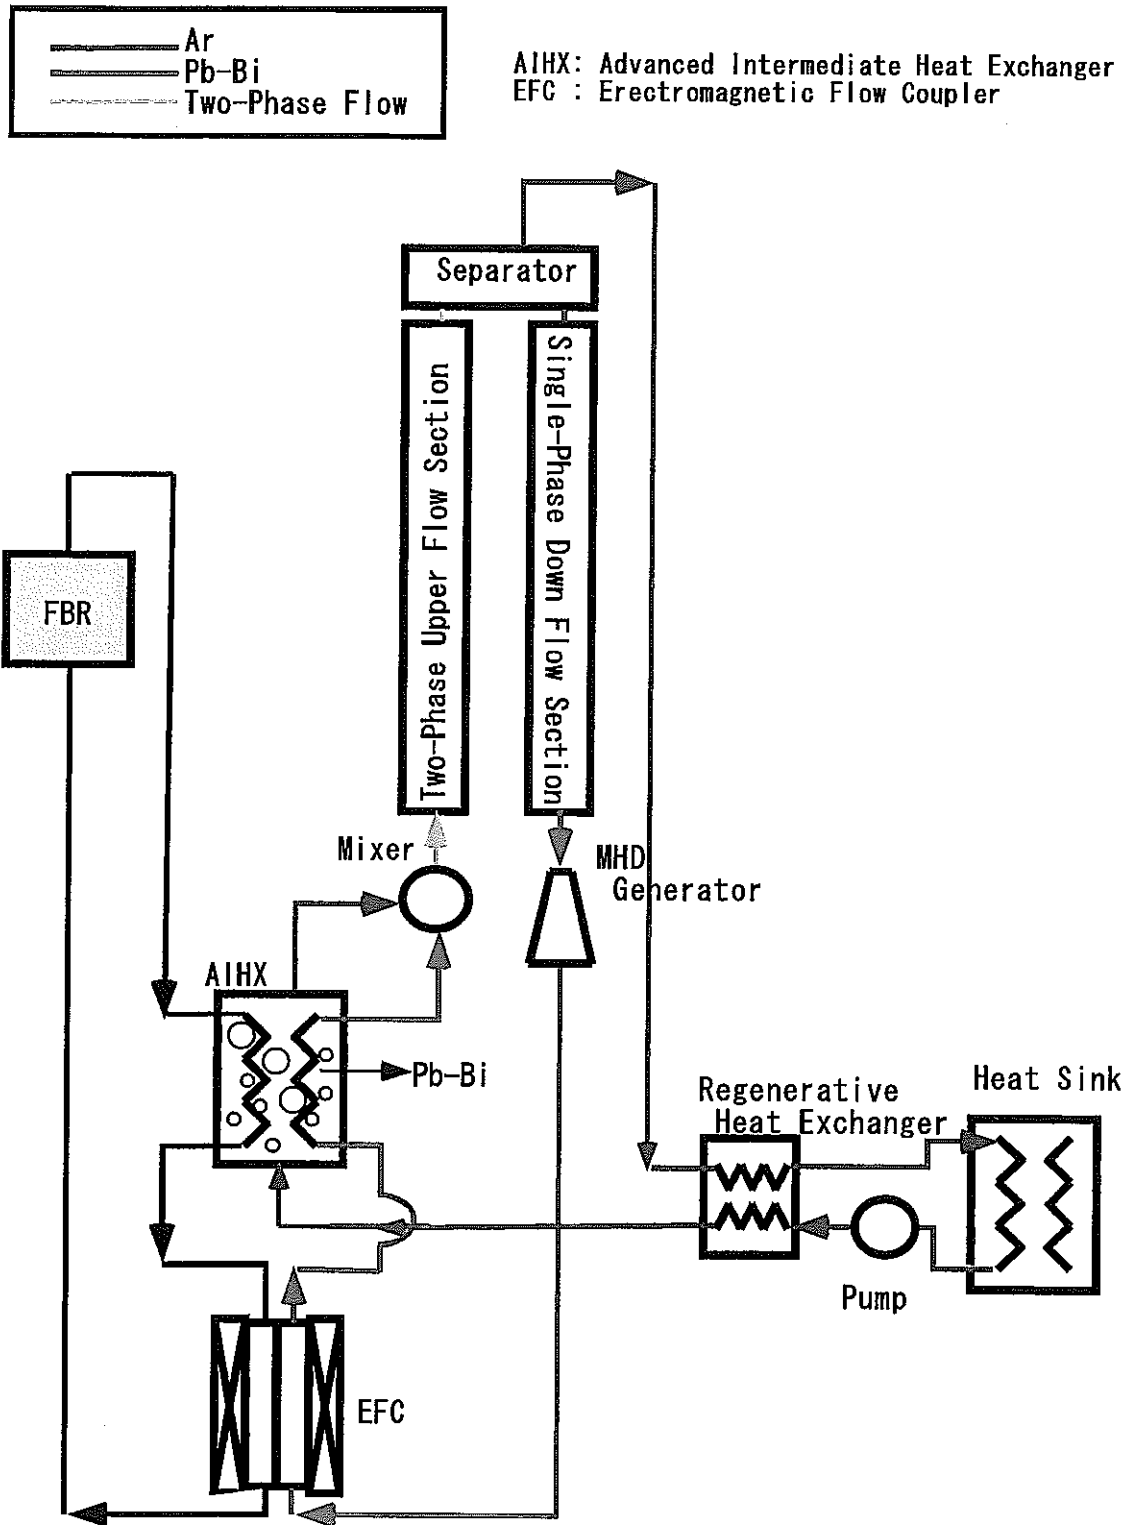 Ar
Pb-Bi
Two-Phase Flow
AIHX: Advanced Intermediate Heat Exchanger
EFC : Erectromagnetic Flow Coupler
Separator
Two-Phase Upper Flow Section
Single-Phase Down Flow Section
FBR
Mixer
MHD
Generator
AIHX
Pb-Bi
Regenerative
Heat Exchanger
Heat Sink
Pump
EFC